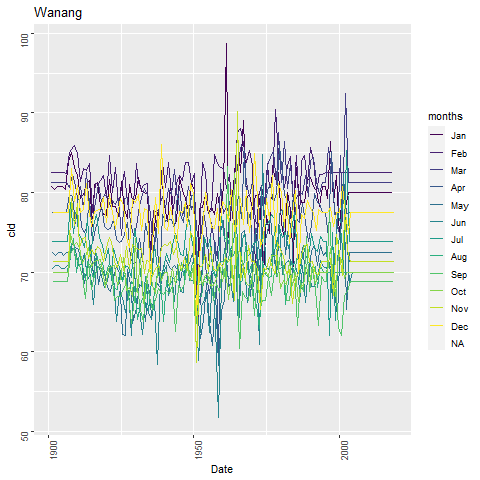 Wanang
100
90
80
70
60
50
cld
1900
1950
2000
Date
months
Jan
Feb
Mar
Apr
May
Jun
Jul
Aug
Sep
Oct
Nov
Dec
NA